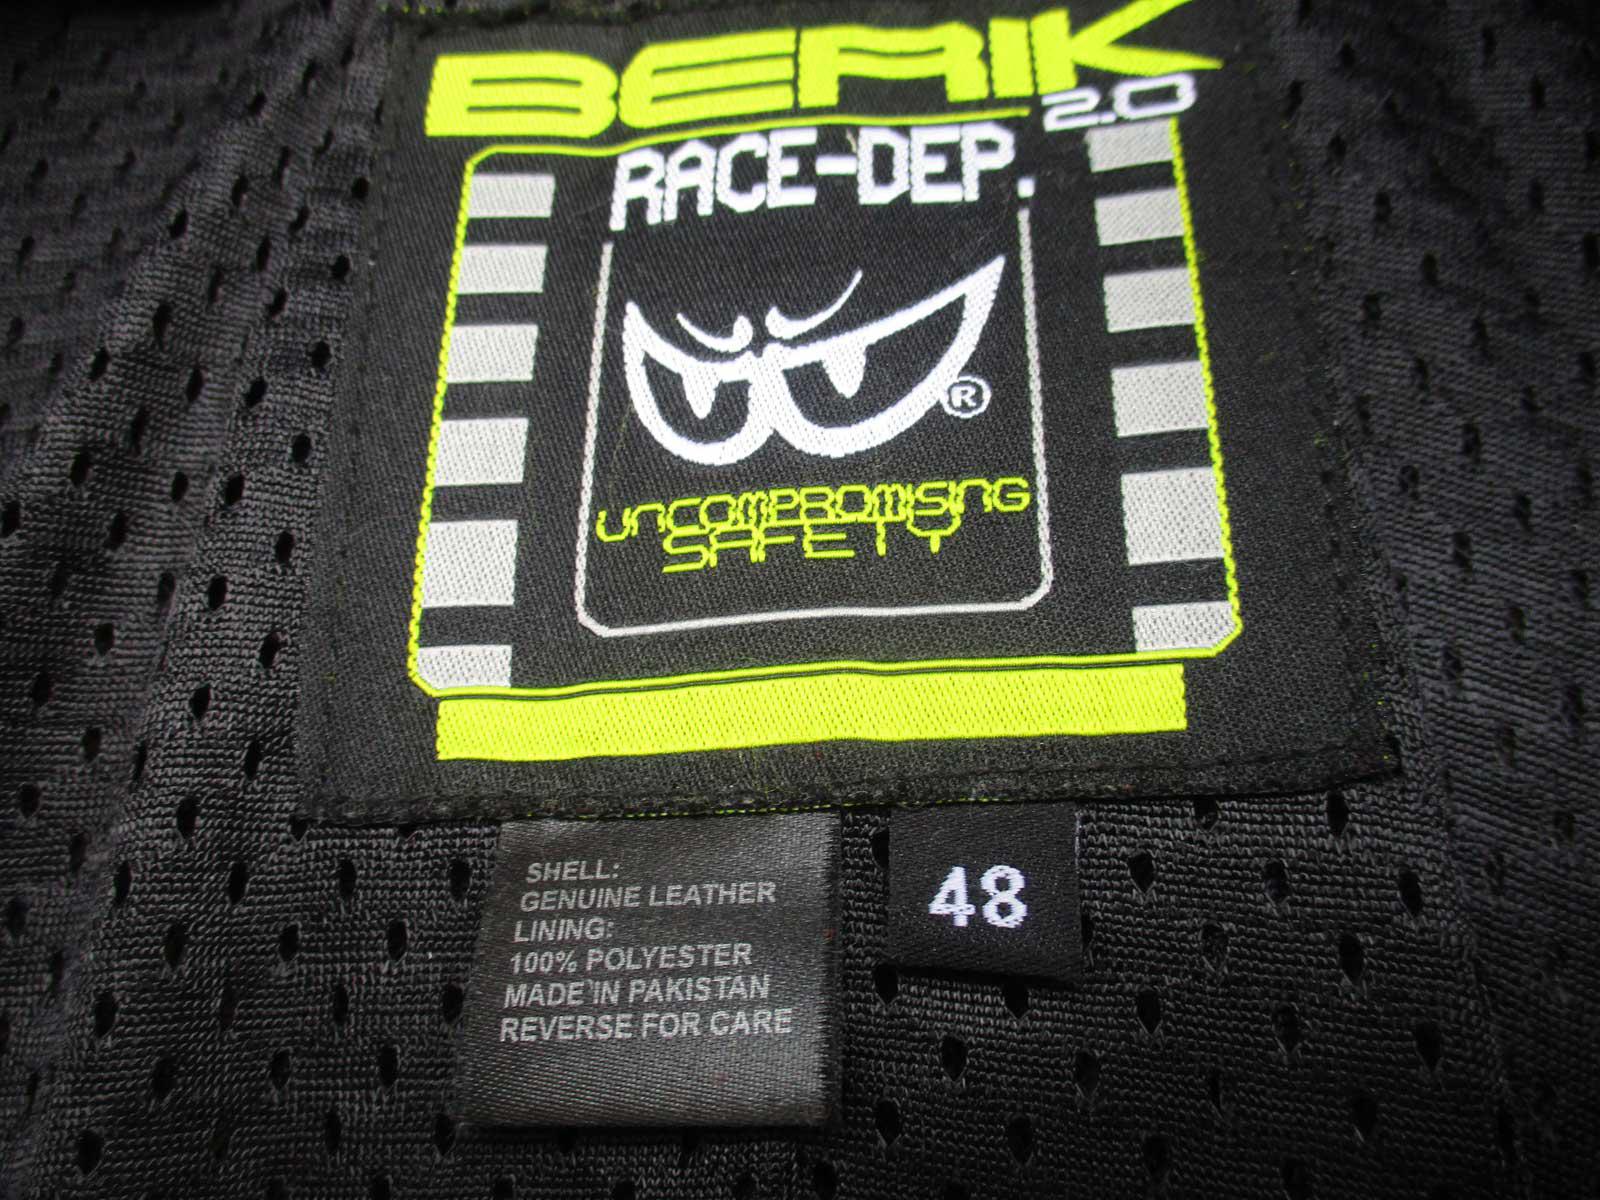 BERIK
2.0
RACE-DEP.
®
UNCOMPROMISING
SAFETY
SHELL:
GENUINE LEATHER
LINING:
100% POLYESTER
MADE IN PAKISTAN
REVERSE FOR CARE
48